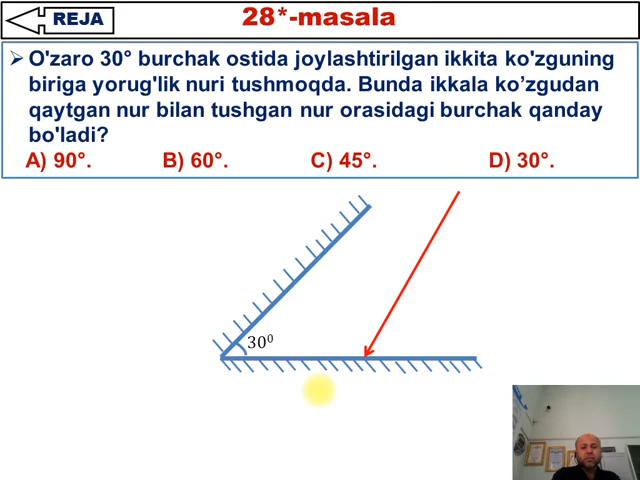 REJA
28*-masala
O'zaro 30° burchak ostida joylashtirilgan ikkita ko'zguning
biriga yorug'lik nuri tushmoqda. Bunda ikkala ko’zgudan
qaytgan nur bilan tushgan nur orasidagi burchak qanday
bo'ladi?
A) 90°. B) 60°. C) 45°. D) 30°.
30⁰